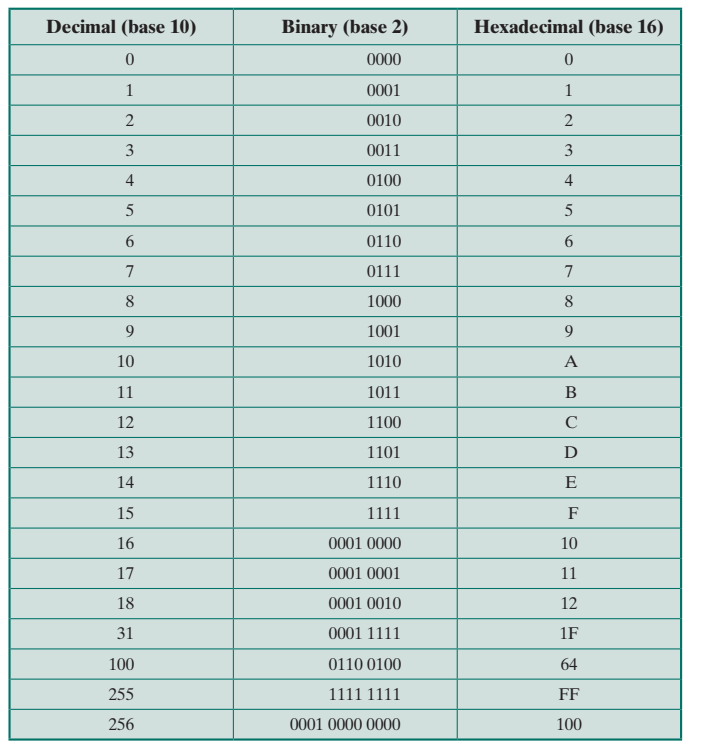 Decimal (base 10) Binary (base 2) Hexadecimal (base 16)
0 0000 0
1 0001 1
2 0010 2
3 0011 3
4 0100 4
5 0101 5
6 0110 6
7 0111 7
8 1000 8
9 1001 9
10 1010 A
11 1011 B
12 1100 C
13 1101 D
14 1110 E
15 1111 F
16 0001 0000 10
17 0001 0001 11
18 0001 0010 12
31 0001 1111 1F
100 0110 0100 64
255 1111 1111 FF
256 0001 0000 0000 100